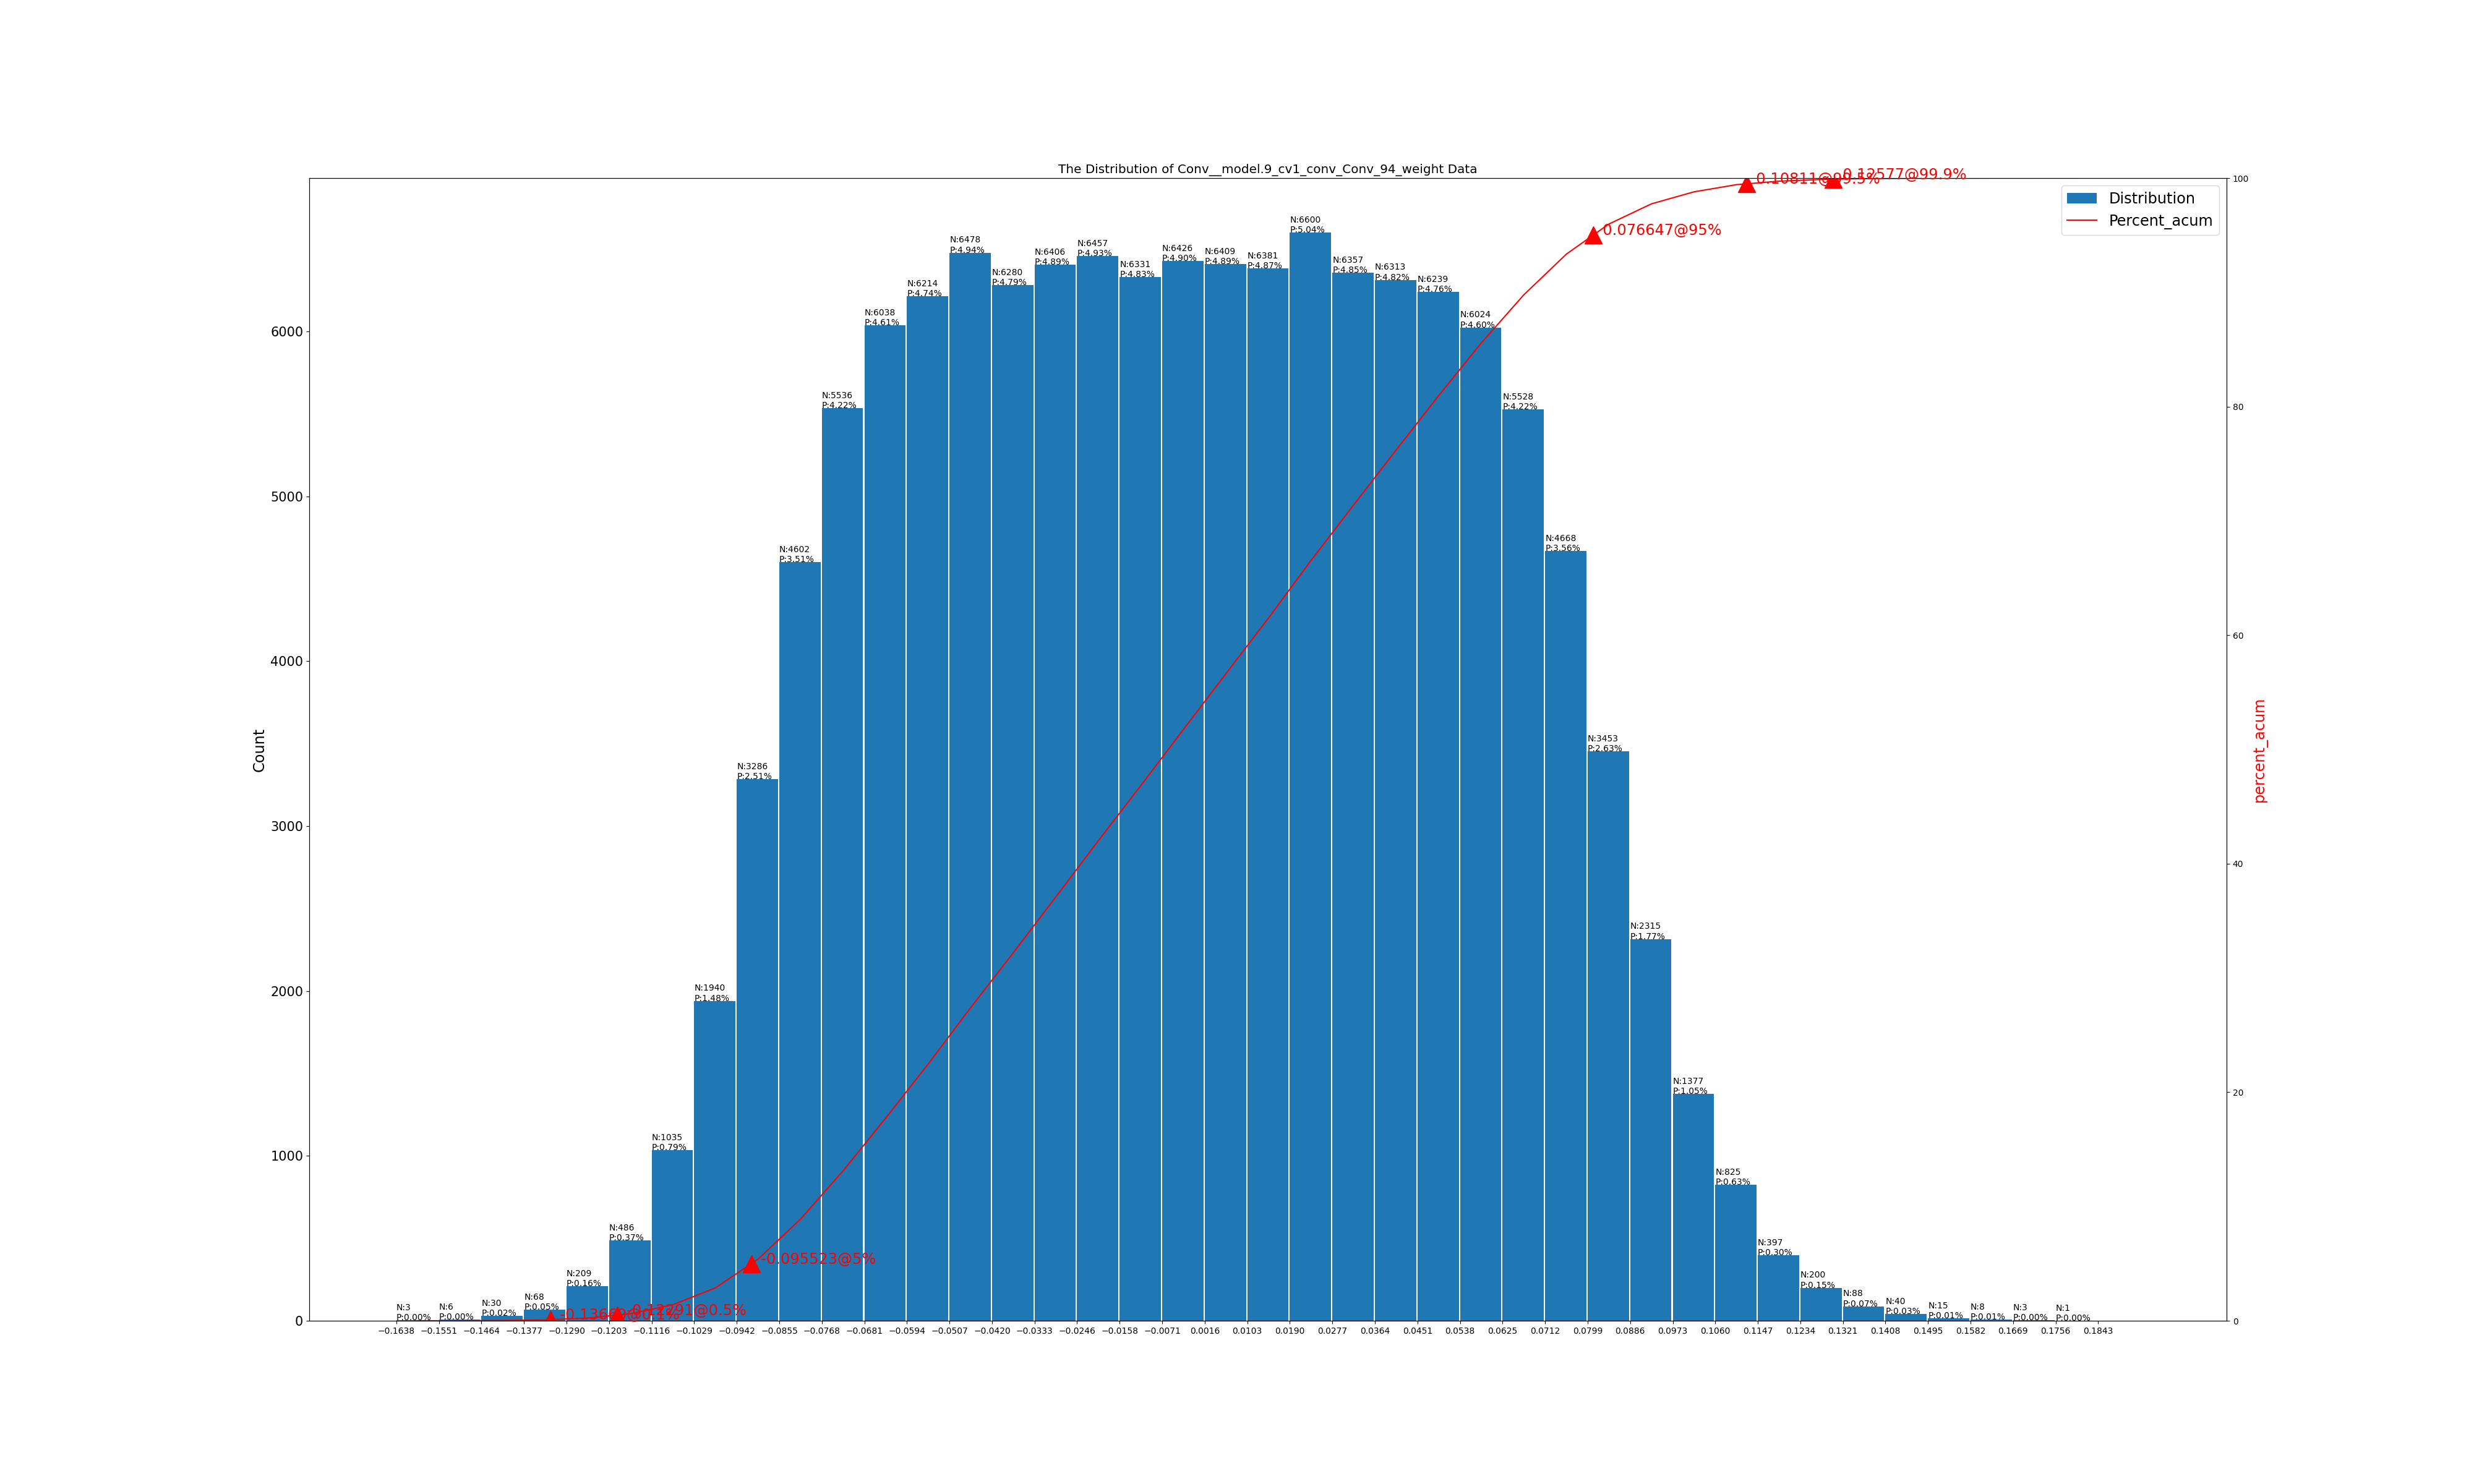 The Distribution of Conv__model.9_cv1_conv_Conv_94_weight Data
0.10811@99.5%
0.12577@99.9%
0.076647@95%
Distribution
Percent_acum
Count
percent_acum
0
1000
2000
3000
4000
5000
6000
0
20
40
60
80
100
N:3
P:0.00%
N:6
P:0.00%
N:30
P:0.02%
N:68
P:0.05%
N:209
P:0.16%
N:486
P:0.37%
N:1035
P:0.79%
N:1940
P:1.48%
N:3286
P:2.51%
N:4602
P:3.51%
N:5536
P:4.22%
N:6038
P:4.61%
N:6214
P:4.74%
N:6478
P:4.94%
N:6280
P:4.79%
N:6406
P:4.89%
N:6457
P:4.93%
N:6331
P:4.83%
N:6426
P:4.90%
N:6409
P:4.89%
N:6381
P:4.87%
N:6600
P:5.04%
N:6357
P:4.85%
N:6313
P:4.82%
N:6239
P:4.76%
N:6024
P:4.60%
N:5528
P:4.22%
N:4668
P:3.56%
N:3453
P:2.63%
N:2315
P:1.77%
N:1377
P:1.05%
N:825
P:0.63%
N:397
P:0.30%
N:200
P:0.15%
N:88
P:0.07%
N:40
P:0.03%
N:15
P:0.01%
N:8
P:0.01%
N:3
P:0.00%
N:1
P:0.00%
-0.095523@5%
−0.1638 −0.1551 −0.1464 −0.1377 −0.1290 −0.1203 −0.1116 −0.1029 −0.0942 −0.0855 −0.0768 −0.0681 −0.0594 −0.0507 −0.0420 −0.0333 −0.0246 −0.0158 −0.0071 0.0016 0.0103 0.0190 0.0277 0.0364 0.0451 0.0538 0.0625 0.0712 0.0799 0.0886 0.0973 0.1060 0.1147 0.1234 0.1321 0.1408 0.1495 0.1582 0.1669 0.1756 0.1843